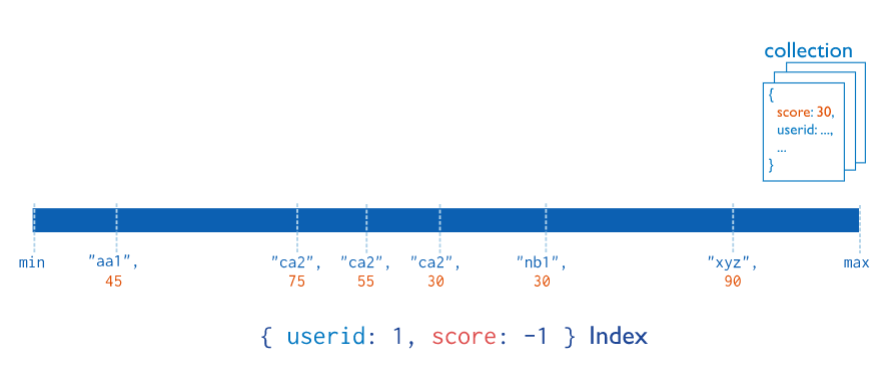 collection
{
score: 30,
userid: ...,
...
}
min "aa1", "ca2", "ca2", "ca2", "nb1", "xyz", max
45 75 55 30 30 90
{ userid: 1, score: -1 } Index